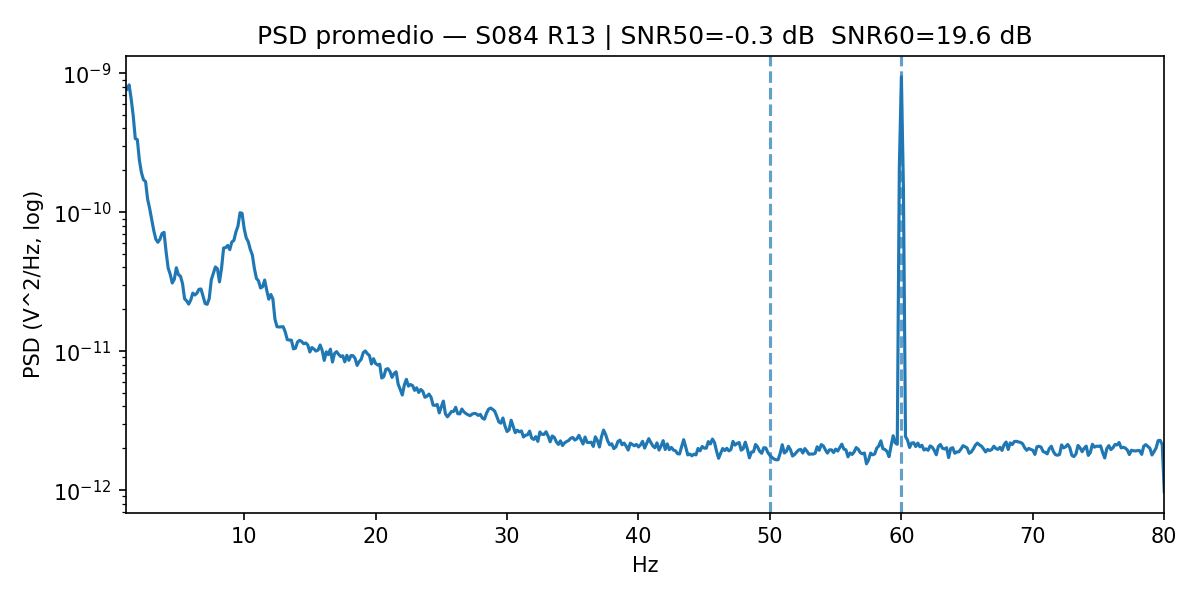 PSD promedio — S084 R13 | SNR50=-0.3 dB  SNR60=19.6 dB
PSD (V^2/Hz, log)
10⁻⁹
10⁻¹⁰
10⁻¹¹
10⁻¹²
10 20 30 40 50 60 70 80
Hz